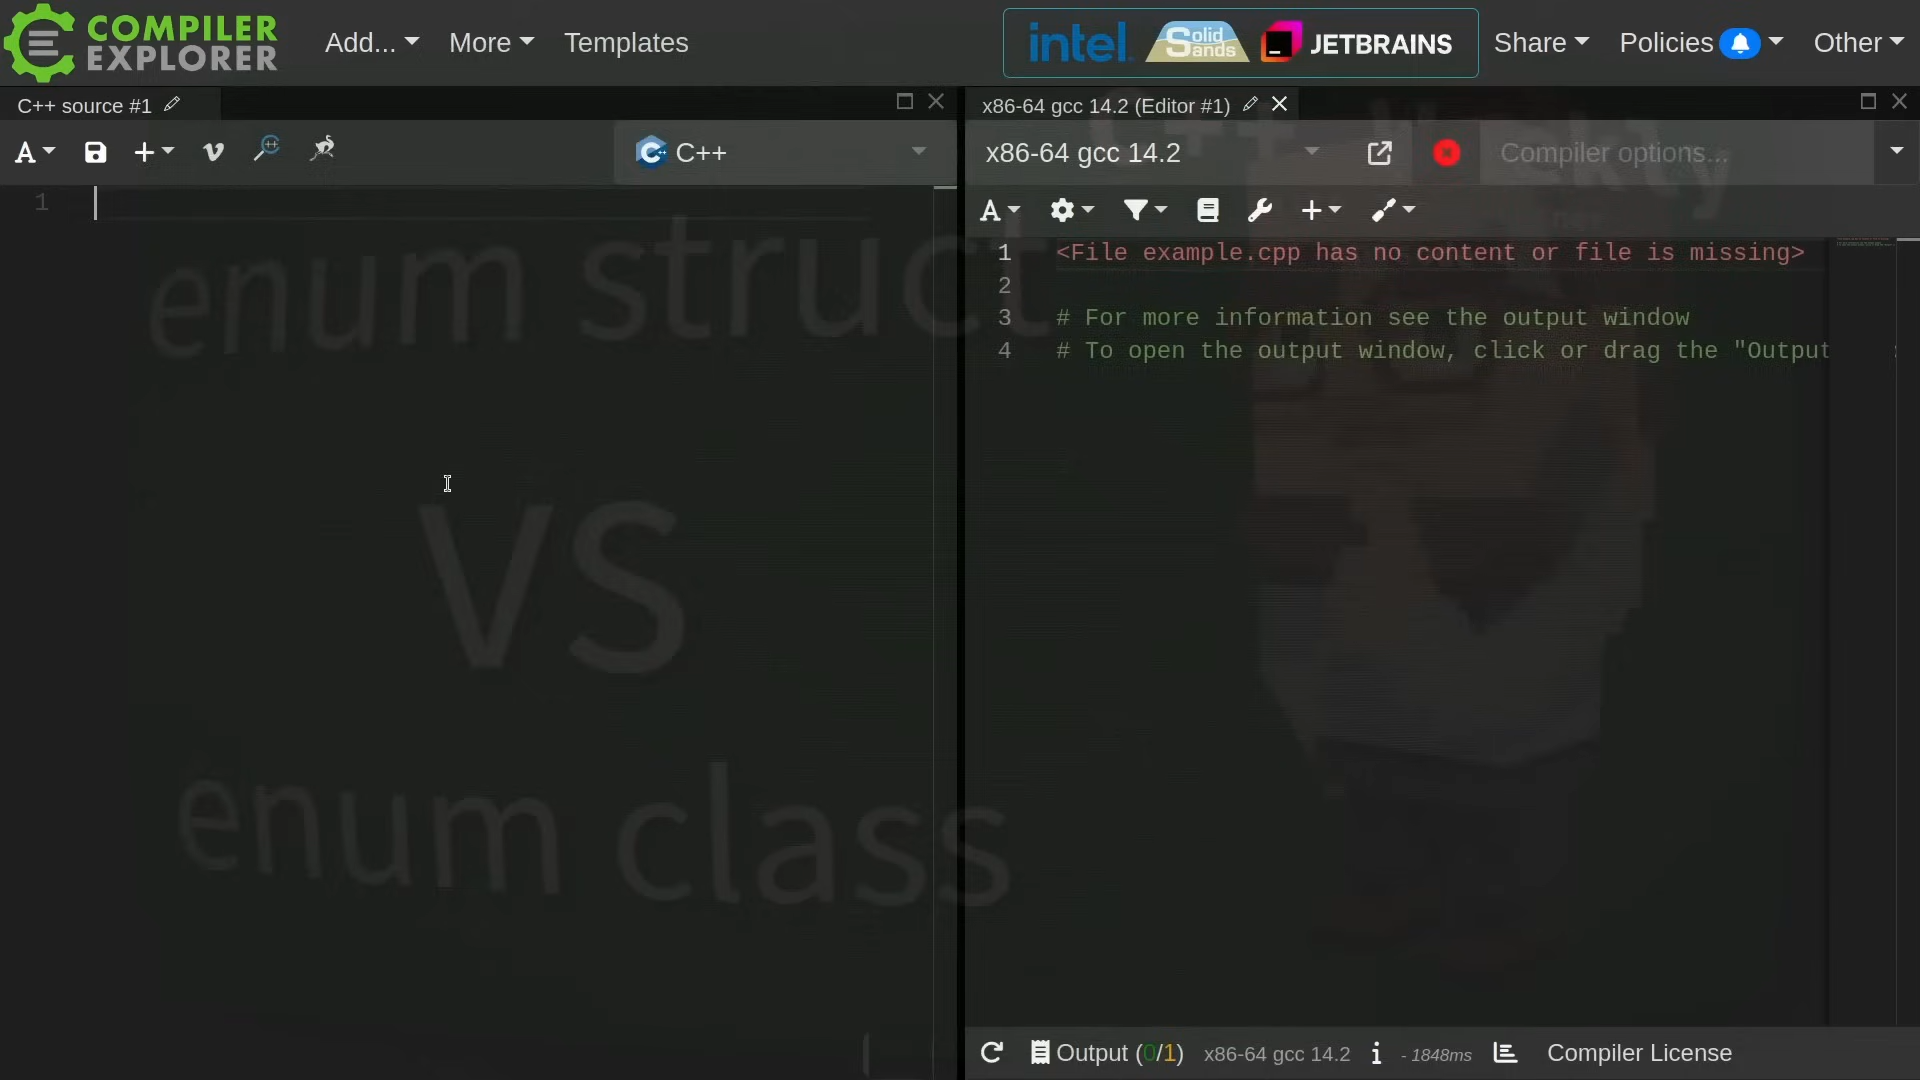 COMPILER
EXPLORER
Add...
More
Templates
intel.
Solid
Sands
JETBRAINS
Share
Policies
Other
C++ source #1
x86-64 gcc 14.2 (Editor #1)
A
C++
x86-64 gcc 14.2
Compiler options...
A
1
1 <File example.cpp has no content or file is missing>
2
3 # For more information see the output window
4 # To open the output window, click or drag the "Output
enum struct
vs
enum class
Output (0/1)
x86-64 gcc 14.2
- 1848ms
Compiler License